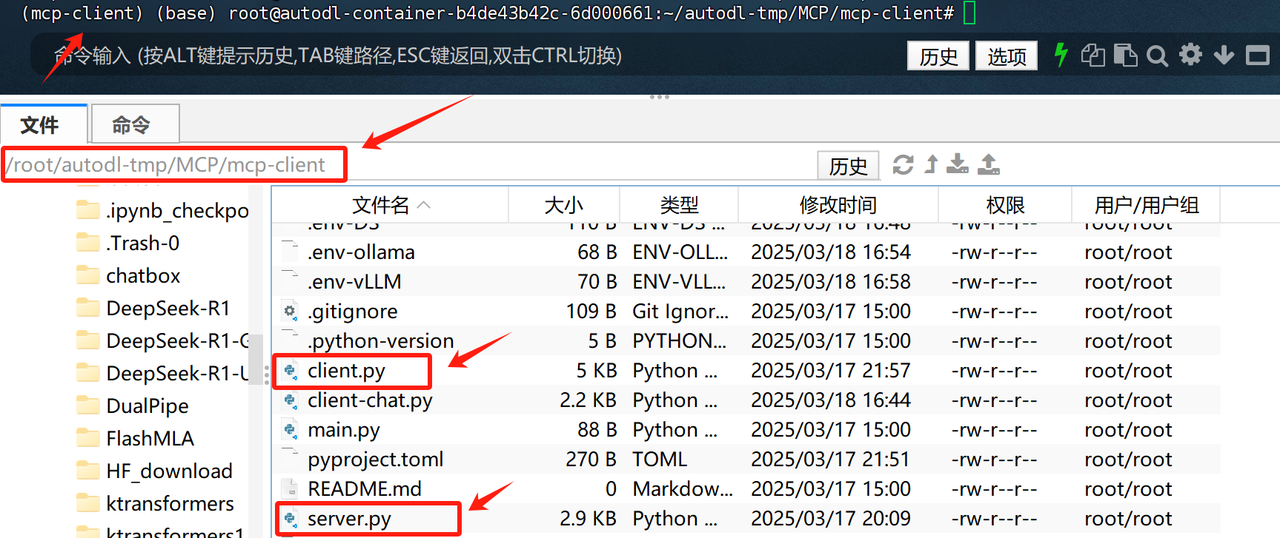 (mcp-client) (base) root@autodl-container-b4de43b42c-6d000661:~/autodl-tmp/MCP/mcp-client#
命令输入 (按ALT键提示历史,TAB键路径,ESC键返回,双击CTRL切换) 历史 选项
文件 命令
/root/autodl-tmp/MCP/mcp-client 历史
文件名 大小 类型 修改时间 权限 用户/用户组
.ipynb_checkpo
.Trash-0
chatbox
DeepSeek-R1
DeepSeek-R1-G
DeepSeek-R1-U
DualPipe
FlashMLA
HF_download
ktransformers
ktransformers1
.env-DS 110 B ENV-DS ... 2025/03/18 16:48 -rw-r--r-- root/root
.env-ollama 68 B ENV-OLL... 2025/03/18 16:54 -rw-r--r-- root/root
.env-vLLM 70 B ENV-VLL... 2025/03/18 16:58 -rw-r--r-- root/root
.gitignore 109 B Git Ignor... 2025/03/17 15:00 -rw-r--r-- root/root
.python-version 5 B PYTHON... 2025/03/17 15:00 -rw-r--r-- root/root
client.py 5 KB Python ... 2025/03/17 21:57 -rw-r--r-- root/root
client-chat.py 2.2 KB Python ... 2025/03/18 16:44 -rw-r--r-- root/root
main.py 88 B Python ... 2025/03/17 15:00 -rw-r--r-- root/root
pyproject.toml 270 B TOML 2025/03/17 21:51 -rw-r--r-- root/root
README.md 0 Markdow... 2025/03/17 15:00 -rw-r--r-- root/root
server.py 2.9 KB Python ... 2025/03/17 20:09 -rw-r--r-- root/root